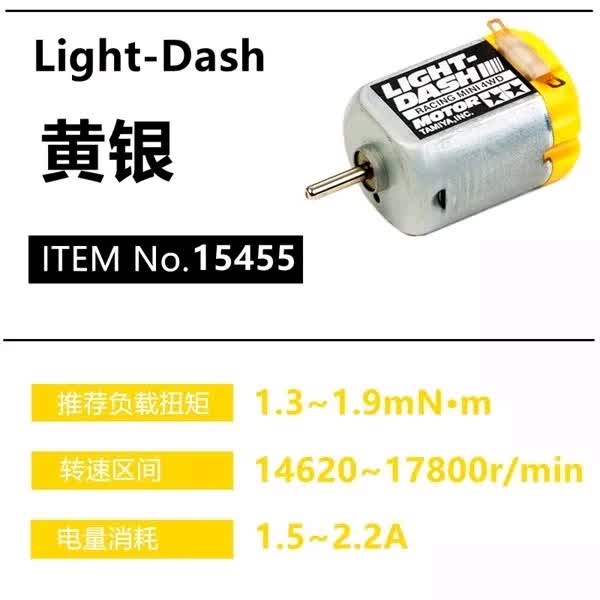 Light-Dash
黄银
ITEM No.15455
LIGHT-
DASH
RACING MINI 4WD
MOTOR
TAMIYA, INC.
推荐负载扭矩 1.3~1.9mN•m
转速区间 14620~17800r/min
电量消耗 1.5~2.2A